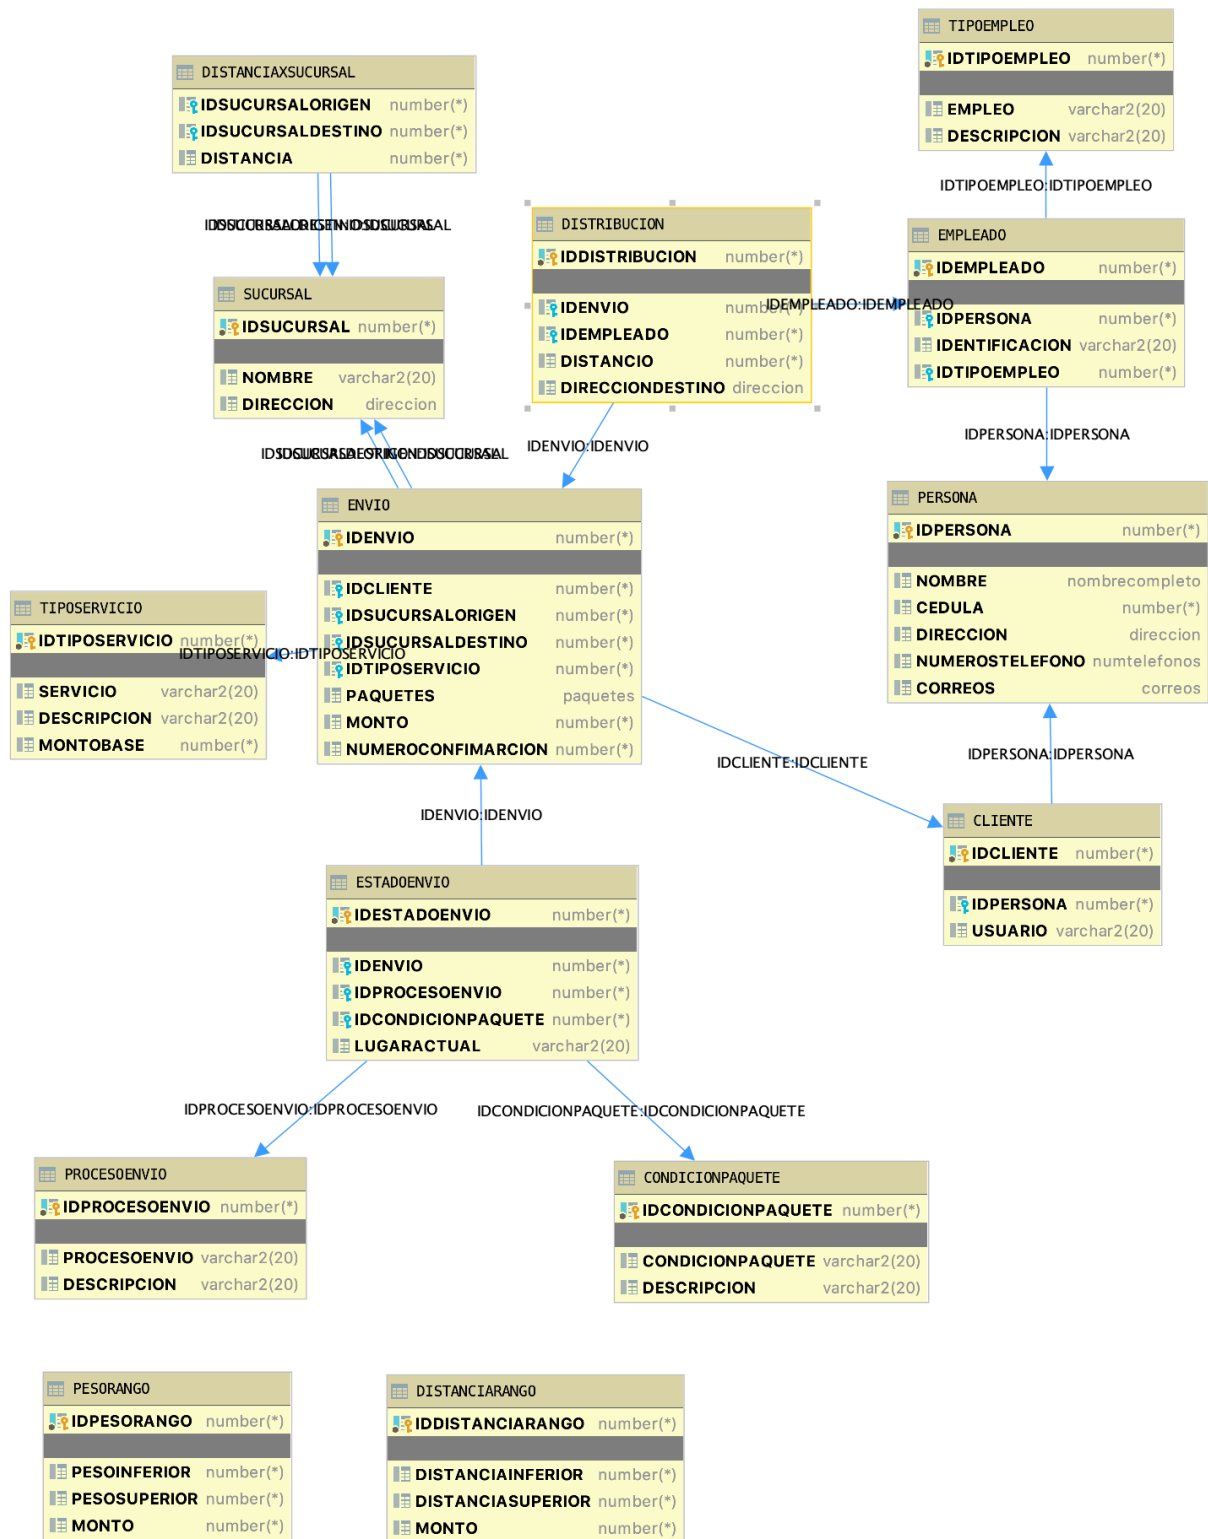 TIPOEMPLEO
IDTIPOEMPLEO number(*)
EMPLEO varchar2(20)
DESCRIPCION varchar2(20)
IDTIPOEMPLEO:IDTIPOEMPLEO
DISTANCIAXSUCURSAL
IDSUCURSALORIGEN number(*)
IDSUCURSALDESTINO number(*)
DISTANCIA number(*)
DISTRIBUCION
IDDISTRIBUCION number(*)
IDENVIO number(*)
IDEMPLEADO number(*)
DISTANCIO number(*)
DIRECCIONDESTINO direccion
IDEMPLEADO:IDEMPLEADO
EMPLEADO
IDEMPLEADO number(*)
IDPERSONA number(*)
IDENTIFICACION varchar2(20)
IDTIPOEMPLEO number(*)
SUCURSAL
IDSUCURSAL number(*)
NOMBRE varchar2(20)
DIRECCION direccion
IDENVIO:IDENVIO
IDPERSONA:IDPERSONA
ENVIO
IDENVIO number(*)
IDCLIENTE number(*)
IDSUCURSALORIGEN number(*)
IDSUCURSALDESTINO number(*)
IDTIPOSERVICIO number(*)
PAQUETES paquetes
MONTO number(*)
NUMEROCONFIMARCION number(*)
PERSONA
IDPERSONA number(*)
NOMBRE nombrecompleto
CEDULA number(*)
DIRECCION direccion
NUMEROSTELEFONO numtelefonos
CORREOS correos
TIPOSERVICIO
IDTIPOSERVICIO number(*)
IDTIPOSERVICIO:IDTIPOSERVICIO
SERVICIO varchar2(20)
DESCRIPCION varchar2(20)
MONTOBASE number(*)
IDCLIENTE:IDCLIENTE
IDPERSONA:IDPERSONA
CLIENTE
IDCLIENTE number(*)
IDPERSONA number(*)
USUARIO varchar2(20)
IDENVIO:IDENVIO
ESTADOENVIO
IDESTADOENVIO number(*)
IDENVIO number(*)
IDPROCESOENVIO number(*)
IDCONDICIONPAQUETE number(*)
LUGARACTUAL varchar2(20)
IDPROCESOENVIO:IDPROCESOENVIO
IDCONDICIONPAQUETE:IDCONDICIONPAQUETE
PROCESOENVIO
IDPROCESOENVIO number(*)
PROCESOENVIO varchar2(20)
DESCRIPCION varchar2(20)
CONDICIONPAQUETE
IDCONDICIONPAQUETE number(*)
CONDICIONPAQUETE varchar2(20)
DESCRIPCION varchar2(20)
PESORANGO
IDPESORANGO number(*)
PESOINFERIOR number(*)
PESOSUPERIOR number(*)
MONTO number(*)
DISTANCIARANGO
IDDISTANCIARANGO number(*)
DISTANCIAINFERIOR number(*)
DISTANCIASUPERIOR number(*)
MONTO number(*)